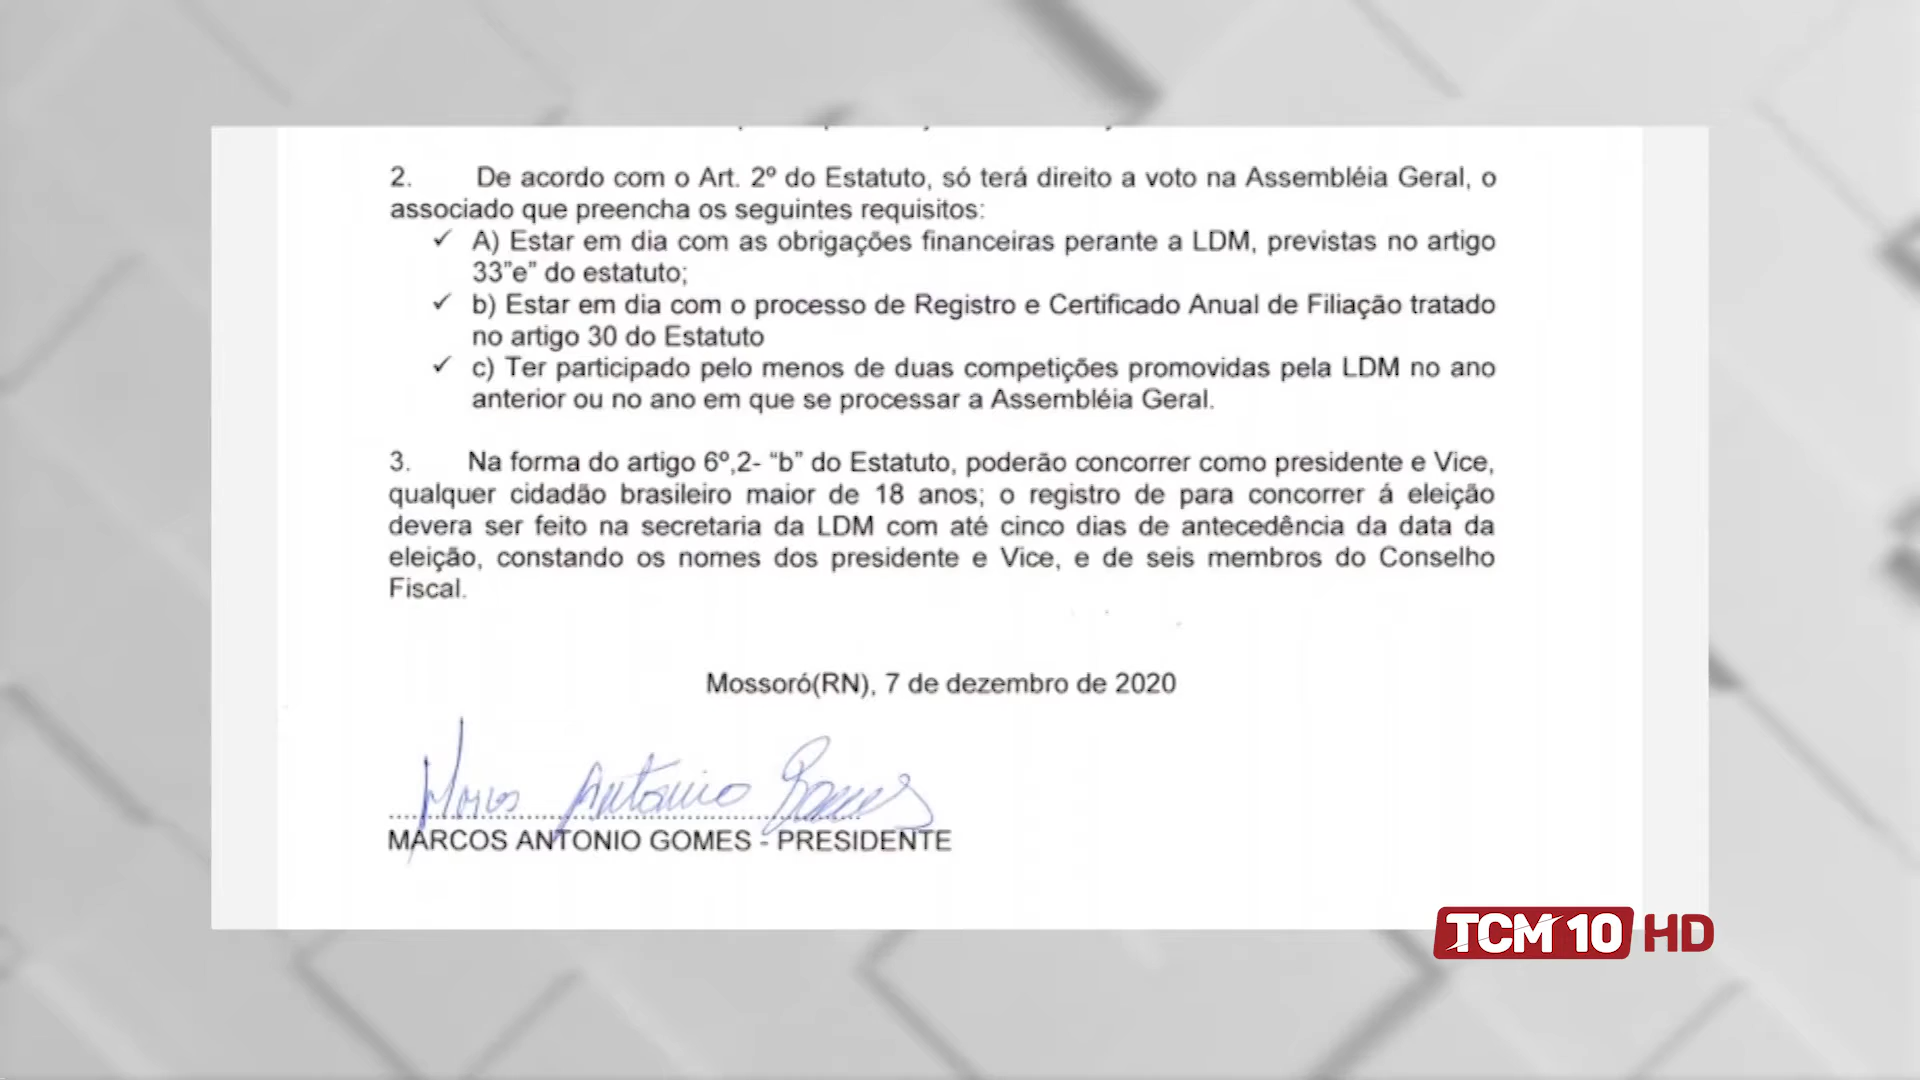 2. De acordo com o Art. 2º do Estatuto, só terá direito a voto na Assembléia Geral, o
associado que preencha os seguintes requisitos:
✓ A) Estar em dia com as obrigações financeiras perante a LDM, previstas no artigo
33”e” do estatuto;
✓ b) Estar em dia com o processo de Registro e Certificado Anual de Filiação tratado
no artigo 30 do Estatuto
✓ c) Ter participado pelo menos de duas competições promovidas pela LDM no ano
anterior ou no ano em que se processar a Assembléia Geral.
3. Na forma do artigo 6º,2- “b” do Estatuto, poderão concorrer como presidente e Vice,
qualquer cidadão brasileiro maior de 18 anos; o registro de para concorrer á eleição
devera ser feito na secretaria da LDM com até cinco dias de antecedência da data da
eleição, constando os nomes dos presidente e Vice, e de seis membros do Conselho
Fiscal.
Mossoró(RN), 7 de dezembro de 2020
Marcos Antonio Gomes
MARCOS ANTONIO GOMES - PRESIDENTE
TCM 10 HD